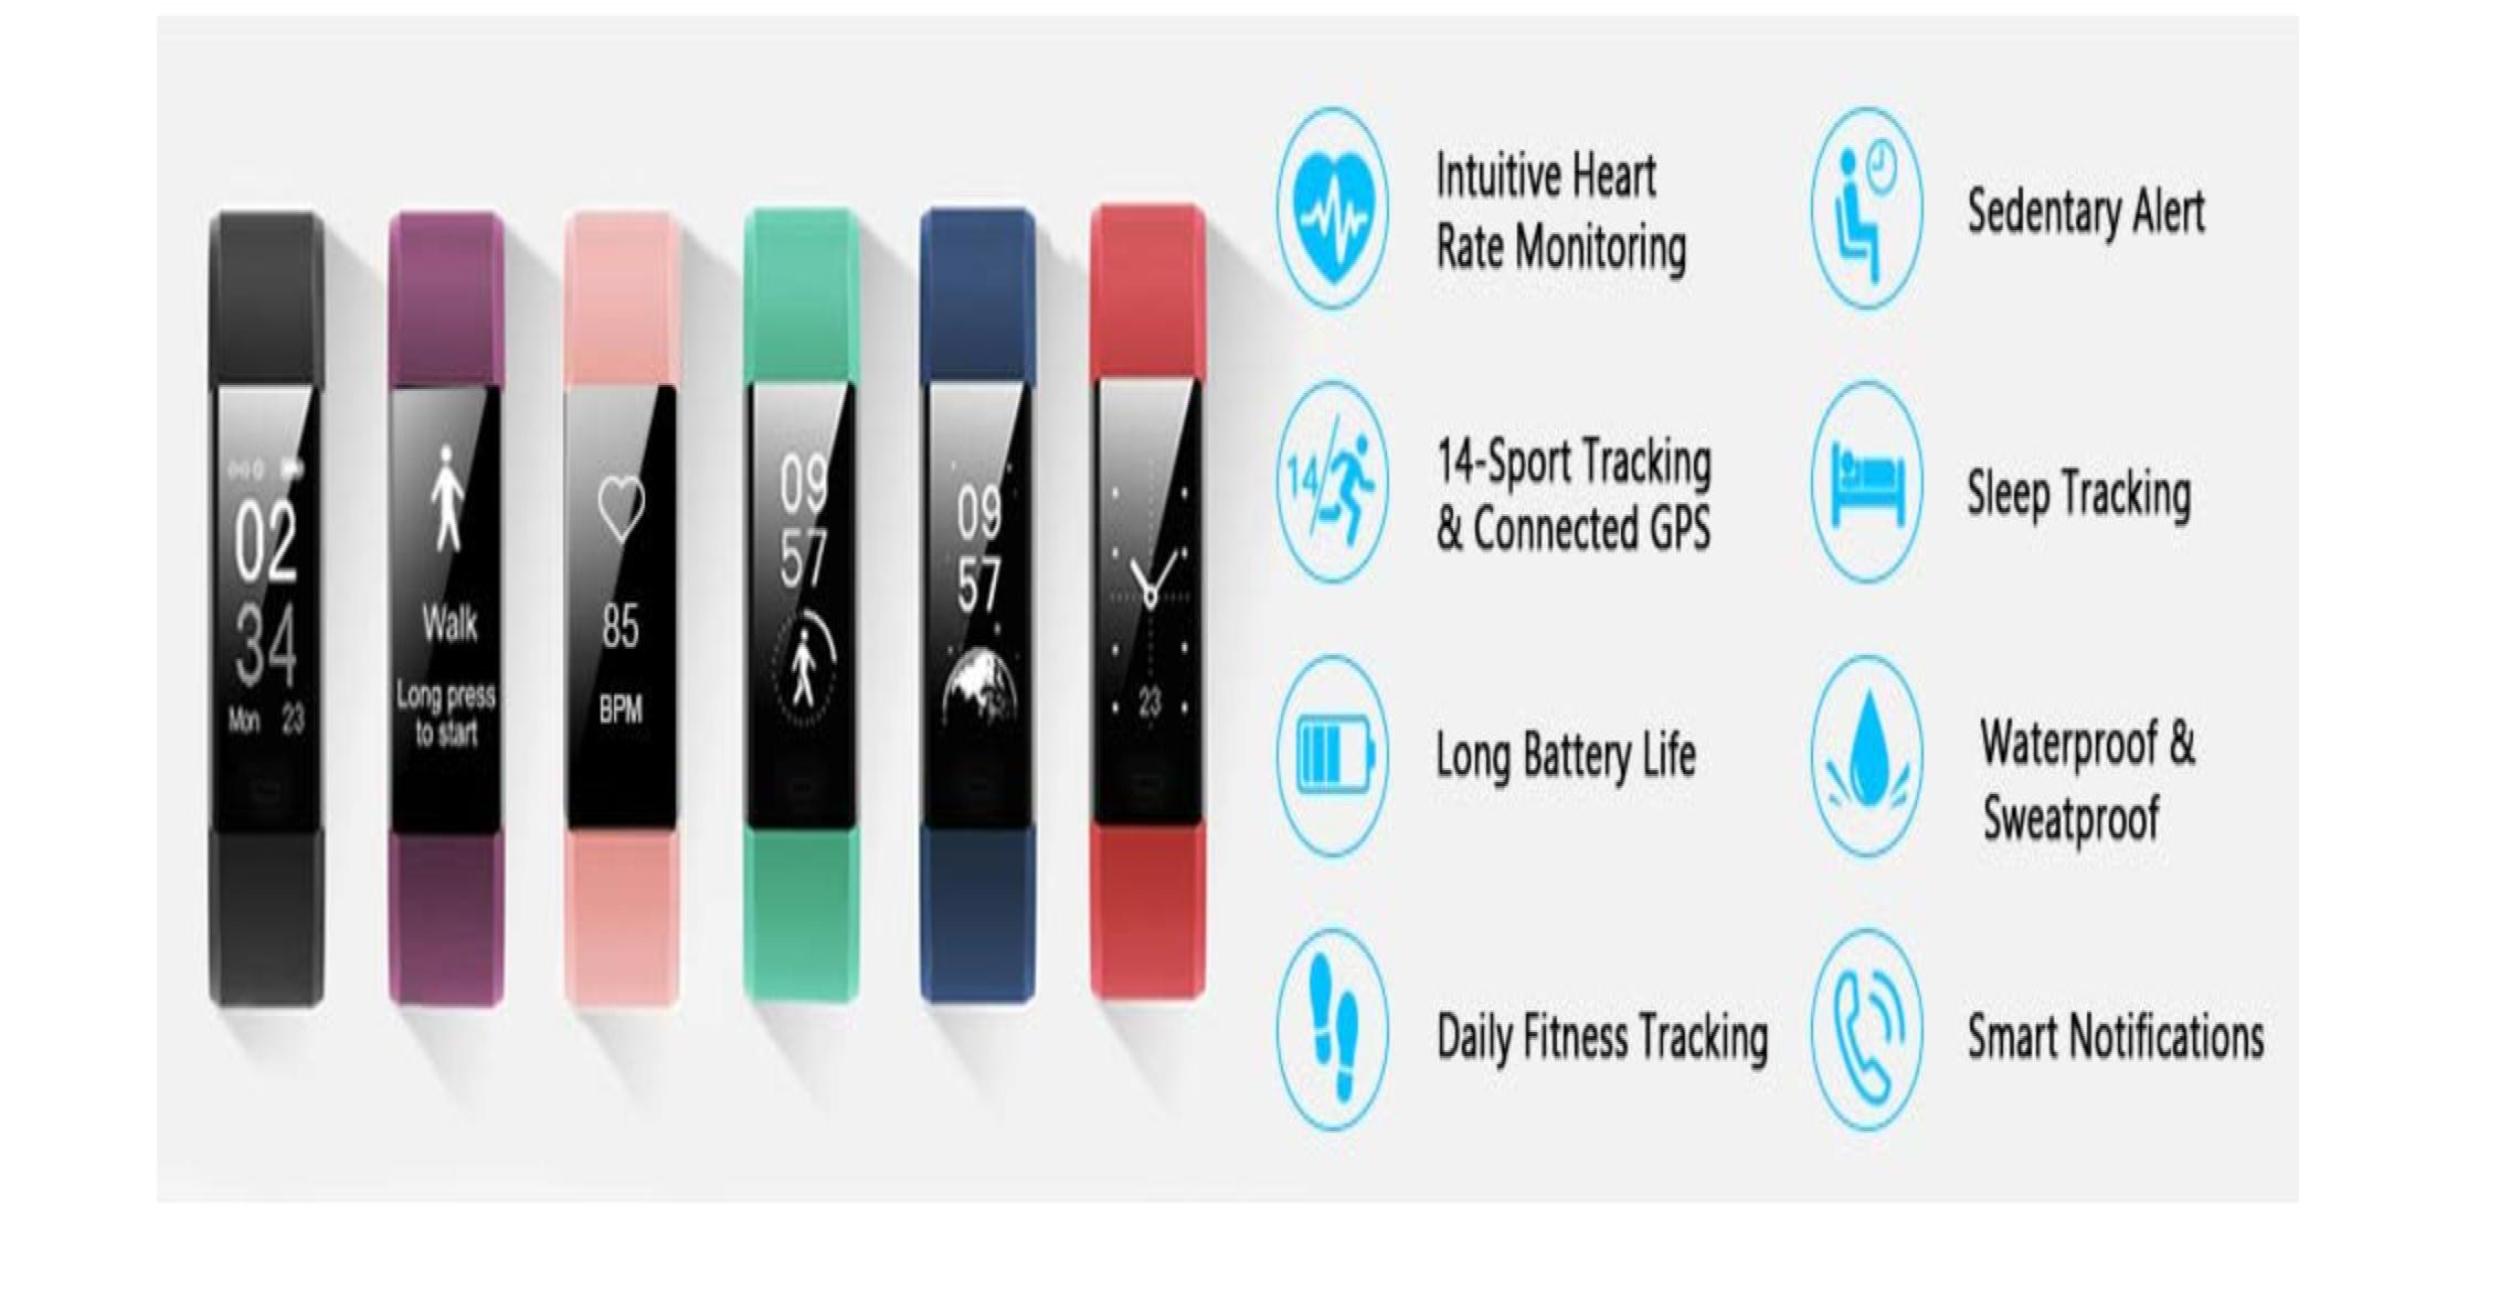 02
34
Mon 23
Walk
Long press
to start
85
BPM
09
57
09
57
23
Intuitive Heart
Rate Monitoring
14
14-Sport Tracking
& Connected GPS
Long Battery Life
Daily Fitness Tracking
Sedentary Alert
Sleep Tracking
Waterproof &
Sweatproof
Smart Notifications